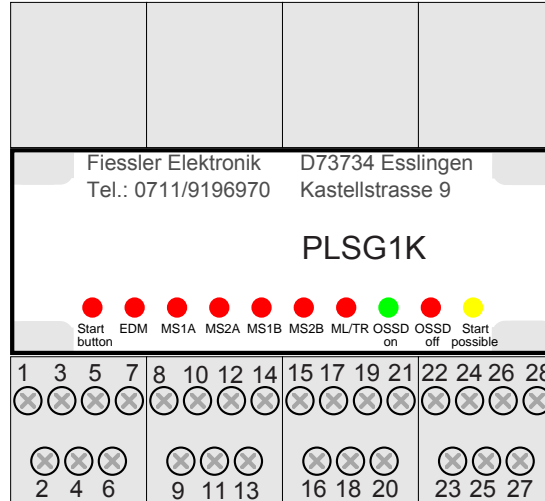 Fiessler Elektronik D73734 Esslingen
Tel.: 0711/9196970 Kastellstrasse 9
PLSG1K
Start button EDM MS1A MS2A MS1B MS2B ML/TR OSSD on OSSD off Start possible
1 3 5 7 8 10 12 14 15 17 19 21 22 24 26 28
2 4 6 9 11 13 16 18 20 23 25 27